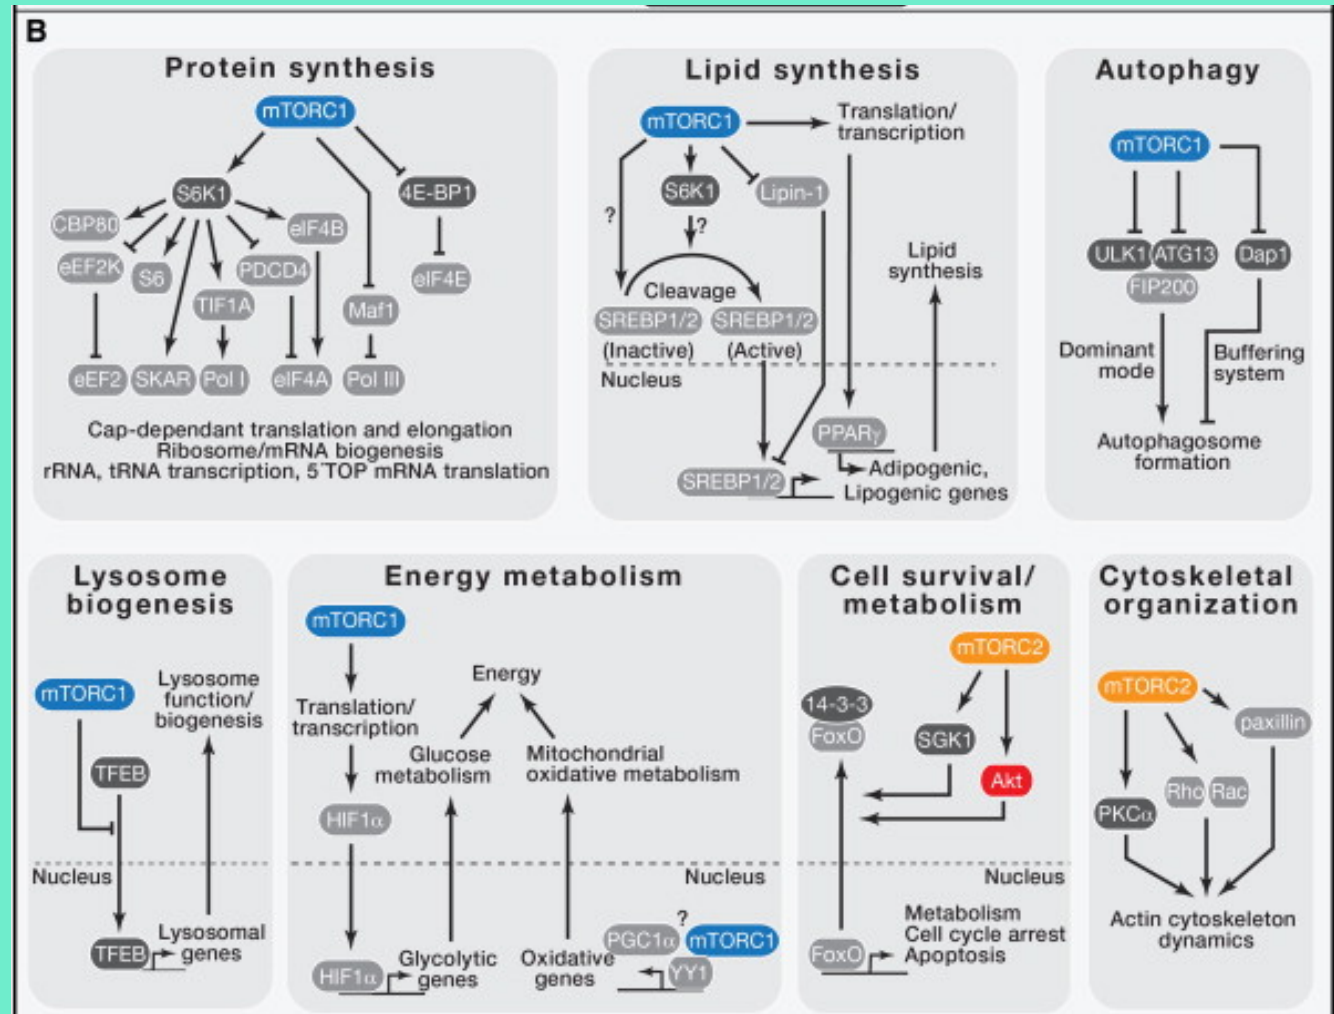 B
Protein synthesis
mTORC1
S6K1
4E-BP1
CBP80
eIF4B
eEF2K
S6
PDCD4
eIF4E
TIF1A
Maf1
eEF2
SKAR
Pol I
eIF4A
Pol III
Cap-dependant translation and elongation
Ribosome/mRNA biogenesis
rRNA, tRNA transcription, 5'TOP mRNA translation
Lipid synthesis
mTORC1
Translation/
transcription
S6K1
Lipin-1
?
?
Lipid
synthesis
Cleavage
SREBP1/2
SREBP1/2
(Inactive)
(Active)
Nucleus
PPARγ
SREBP1/2
Adipogenic,
Lipogenic genes
Autophagy
mTORC1
ULK1
ATG13
Dap1
FIP200
Dominant
mode
Buffering
system
Autophagosome
formation
Lysosome
biogenesis
mTORC1
Lysosome
function/
biogenesis
TFEB
Nucleus
TFEB
Lysosomal
genes
Energy metabolism
mTORC1
Energy
Translation/
transcription
Glucose
metabolism
Mitochondrial
oxidative metabolism
HIF1α
Nucleus
?
PGC1α
mTORC1
HIF1α
Glycolytic
genes
Oxidative
genes
YY1
Cell survival/
metabolism
mTORC2
14-3-3
FoxO
SGK1
Akt
Nucleus
Metabolism
Cell cycle arrest
Apoptosis
FoxO
Cytoskeletal
organization
mTORC2
paxillin
Rho
Rac
PKCα
Actin cytoskeleton
dynamics